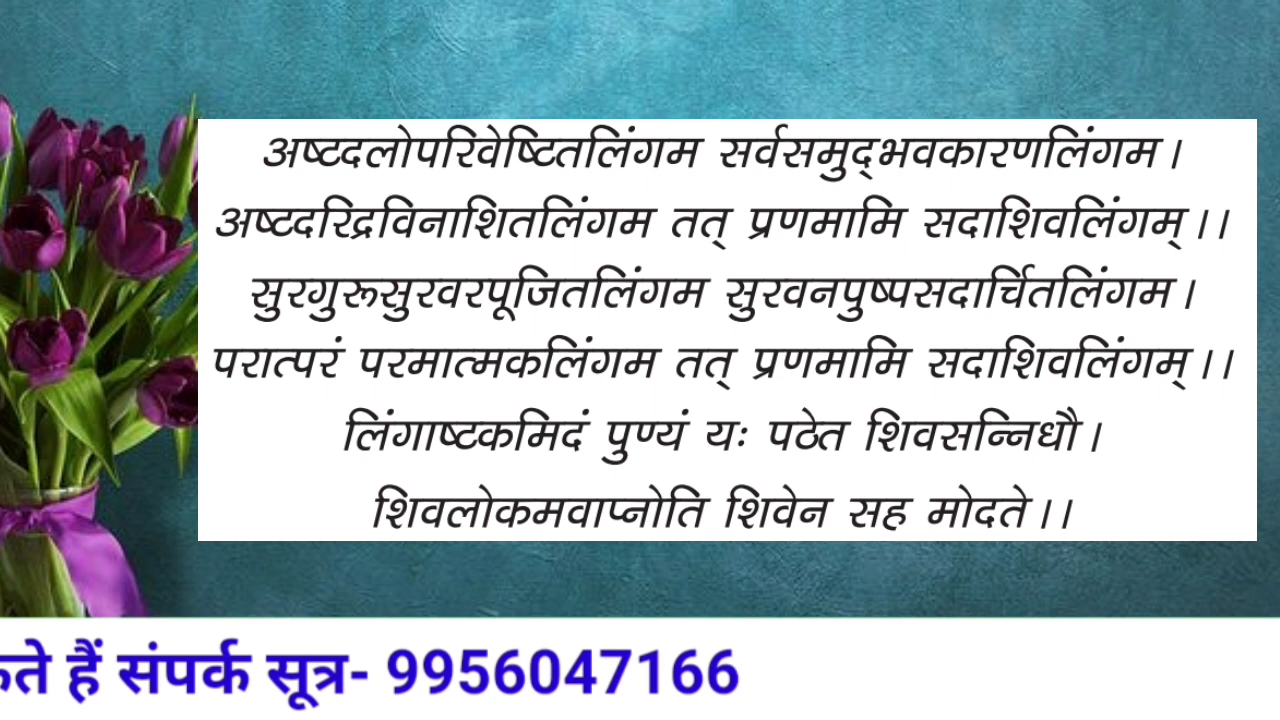 अष्टदलोपरिवेष्टितलिंगम सर्वसमुद्भवकारणलिंगम।
अष्टदरिद्रविनाशितलिंगम तत् प्रणमामि सदाशिवलिंगम्।।
सुरगुरुसुरवरपूजितलिंगम सुरवनपुष्पसदार्चितलिंगम।
परात्परं परमात्मकलिंगम तत् प्रणमामि सदाशिवलिंगम्।।
लिंगाष्टकमिदं पुण्यं यः पठेत शिवसन्निधौ।
शिवलोकमवाप्नोति शिवेन सह मोदते।।
हैं संपर्क सूत्र- 9956047166